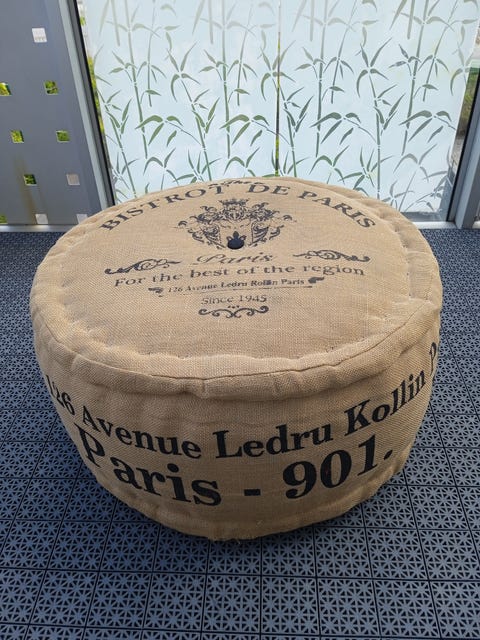 BISTROT DE PARIS
Paris
For the best of the region
126 Avenue Ledru Rollin Paris
Since 1945
126 Avenue Ledru Kollin P
Paris - 901.